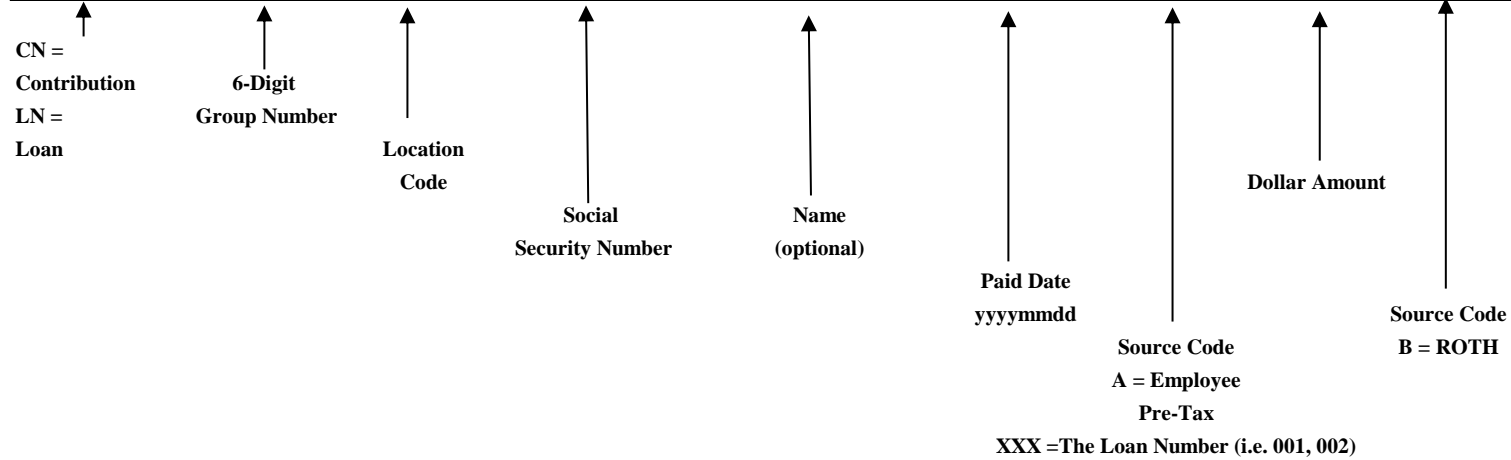 CN =
Contribution
LN =
Loan
6-Digit
Group Number
Location
Code
Social
Security Number
Name
(optional)
Paid Date
yyyymmdd
Source Code
A = Employee
Pre-Tax
XXX =The Loan Number (i.e. 001, 002)
Dollar Amount
Source Code
B = ROTH